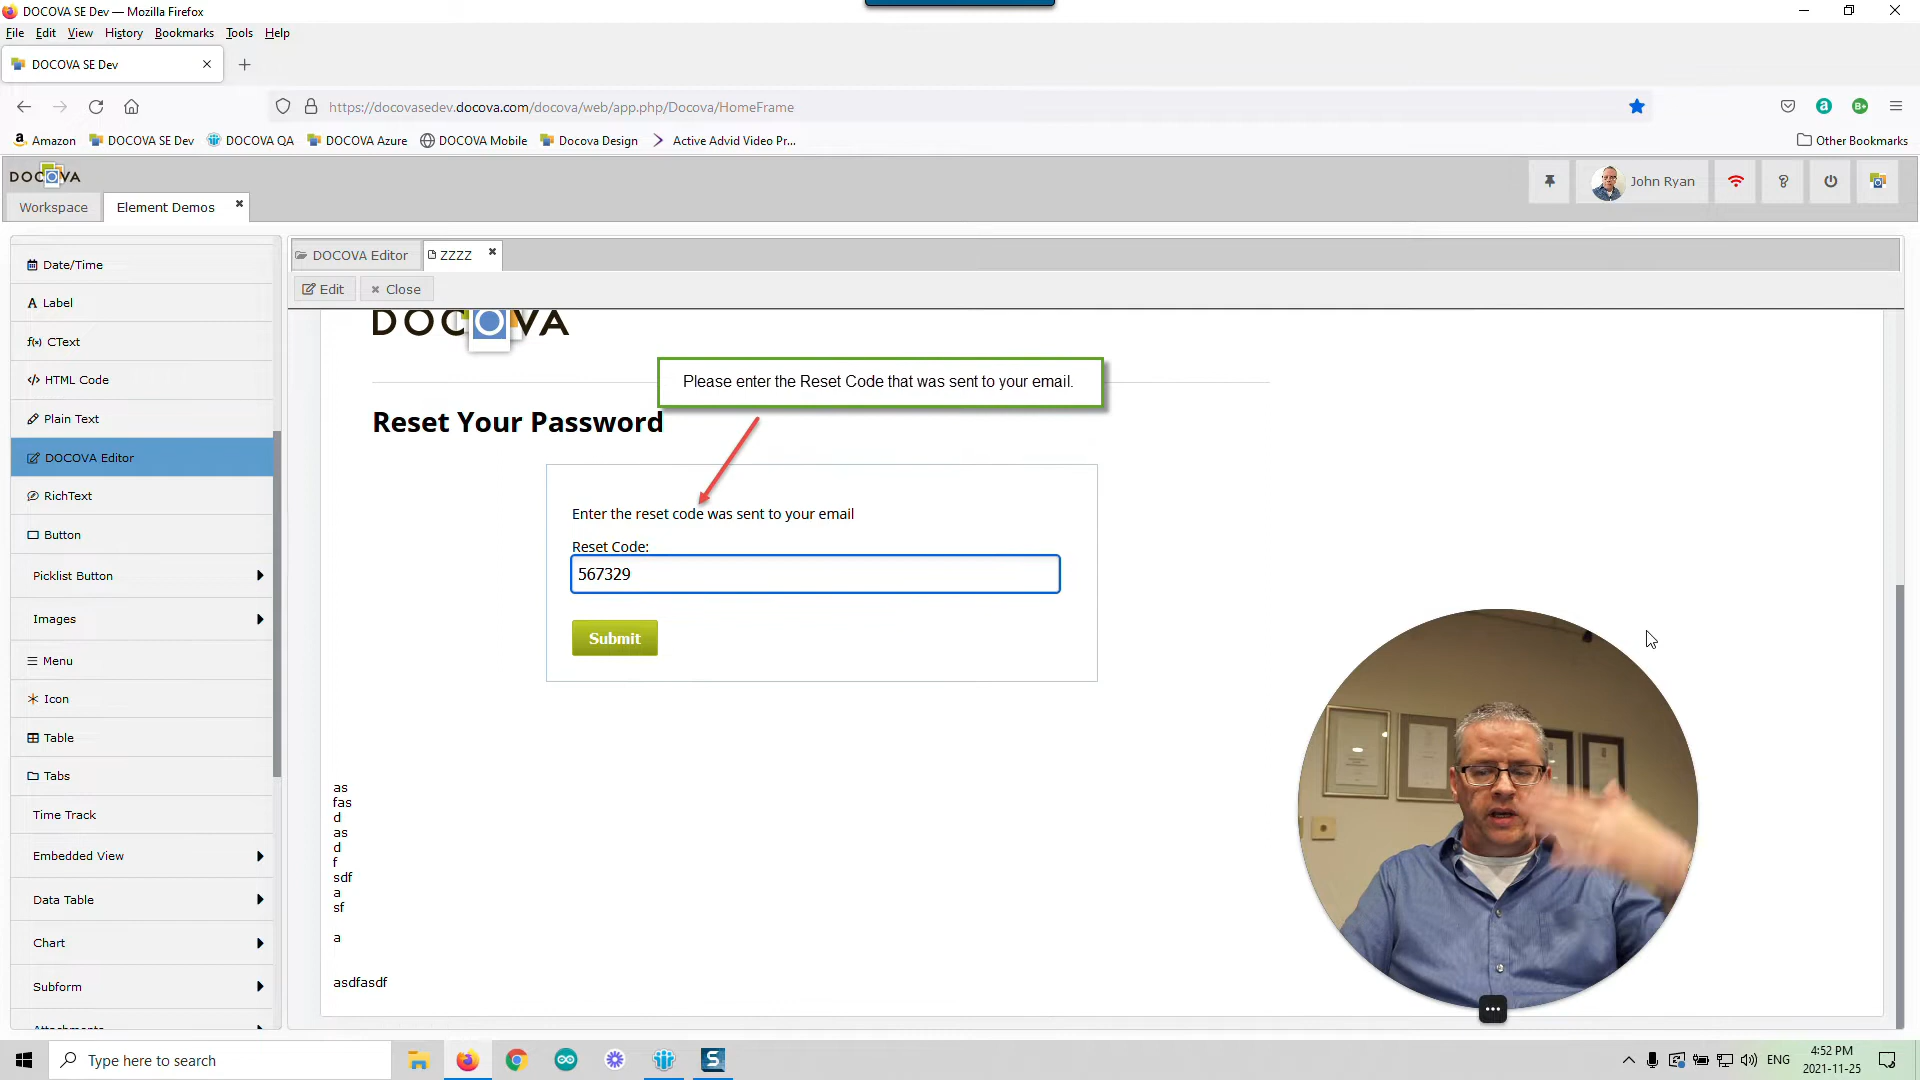 DOCOVA SE Dev — Mozilla Firefox
File Edit View History Bookmarks Tools Help
DOCOVA SE Dev
https://docovasedev.docova.com/docova/web/app.php/Docova/HomeFrame
Amazon DOCOVA SE Dev DOCOVA QA DOCOVA Azure DOCOVA Mobile Docova Design Active Advid Video Pr... Other Bookmarks
DOCOVA
John Ryan
Workspace Element Demos
DOCOVA Editor ZZZZ
Edit Close
Date/Time
Label
f(x) CText
HTML Code
Plain Text
DOCOVA Editor
RichText
Button
Picklist Button
Images
Menu
Icon
Table
Tabs
Time Track
Embedded View
Data Table
Chart
Subform
Attachments
DOCOVA
Please enter the Reset Code that was sent to your email.
Reset Your Password
Enter the reset code was sent to your email
Reset Code:
567329
Submit
as
fas
d
as
d
f
sdf
a
sf
a
asdfasdf
Type here to search
ENG
4:52 PM
2021-11-25